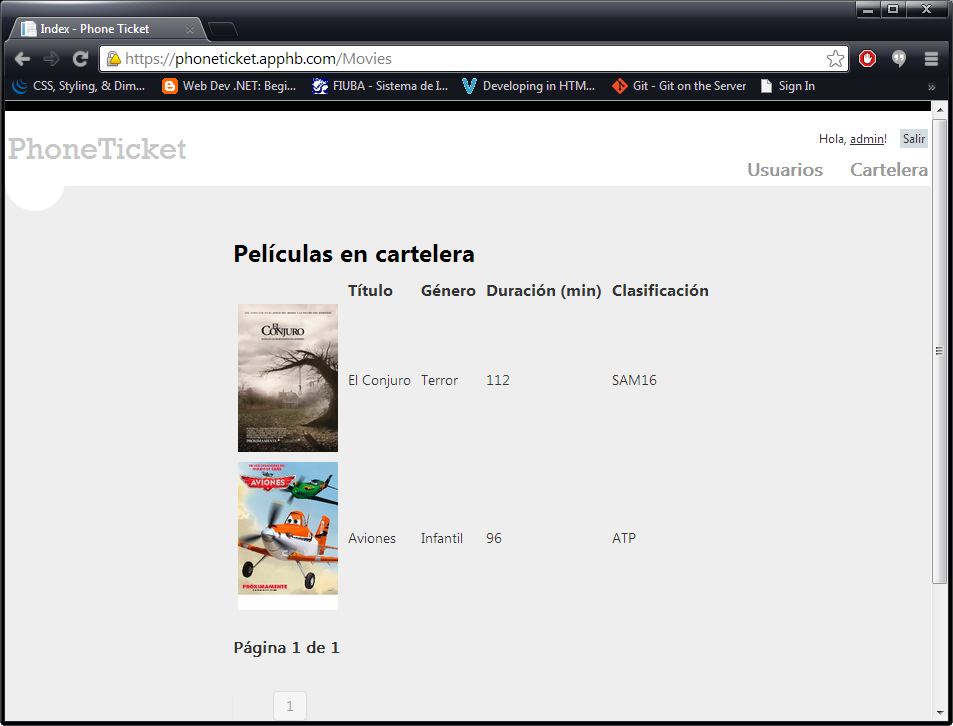 Index - Phone Ticket
https://phoneticket.apphb.com/Movies
CSS, Styling, & Dim... Web Dev .NET: Begi... FIUBA - Sistema de I... Developing in HTM... Git - Git on the Server Sign In »
PhoneTicket
Hola, admin! Salir
Usuarios Cartelera
Películas en cartelera
Título Género Duración (min) Clasificación
EL CONJURO
PRÓXIMAMENTE
El Conjuro Terror 112 SAM16
AVIONES
PRÓXIMAMENTE
Aviones Infantil 96 ATP
Página 1 de 1
1